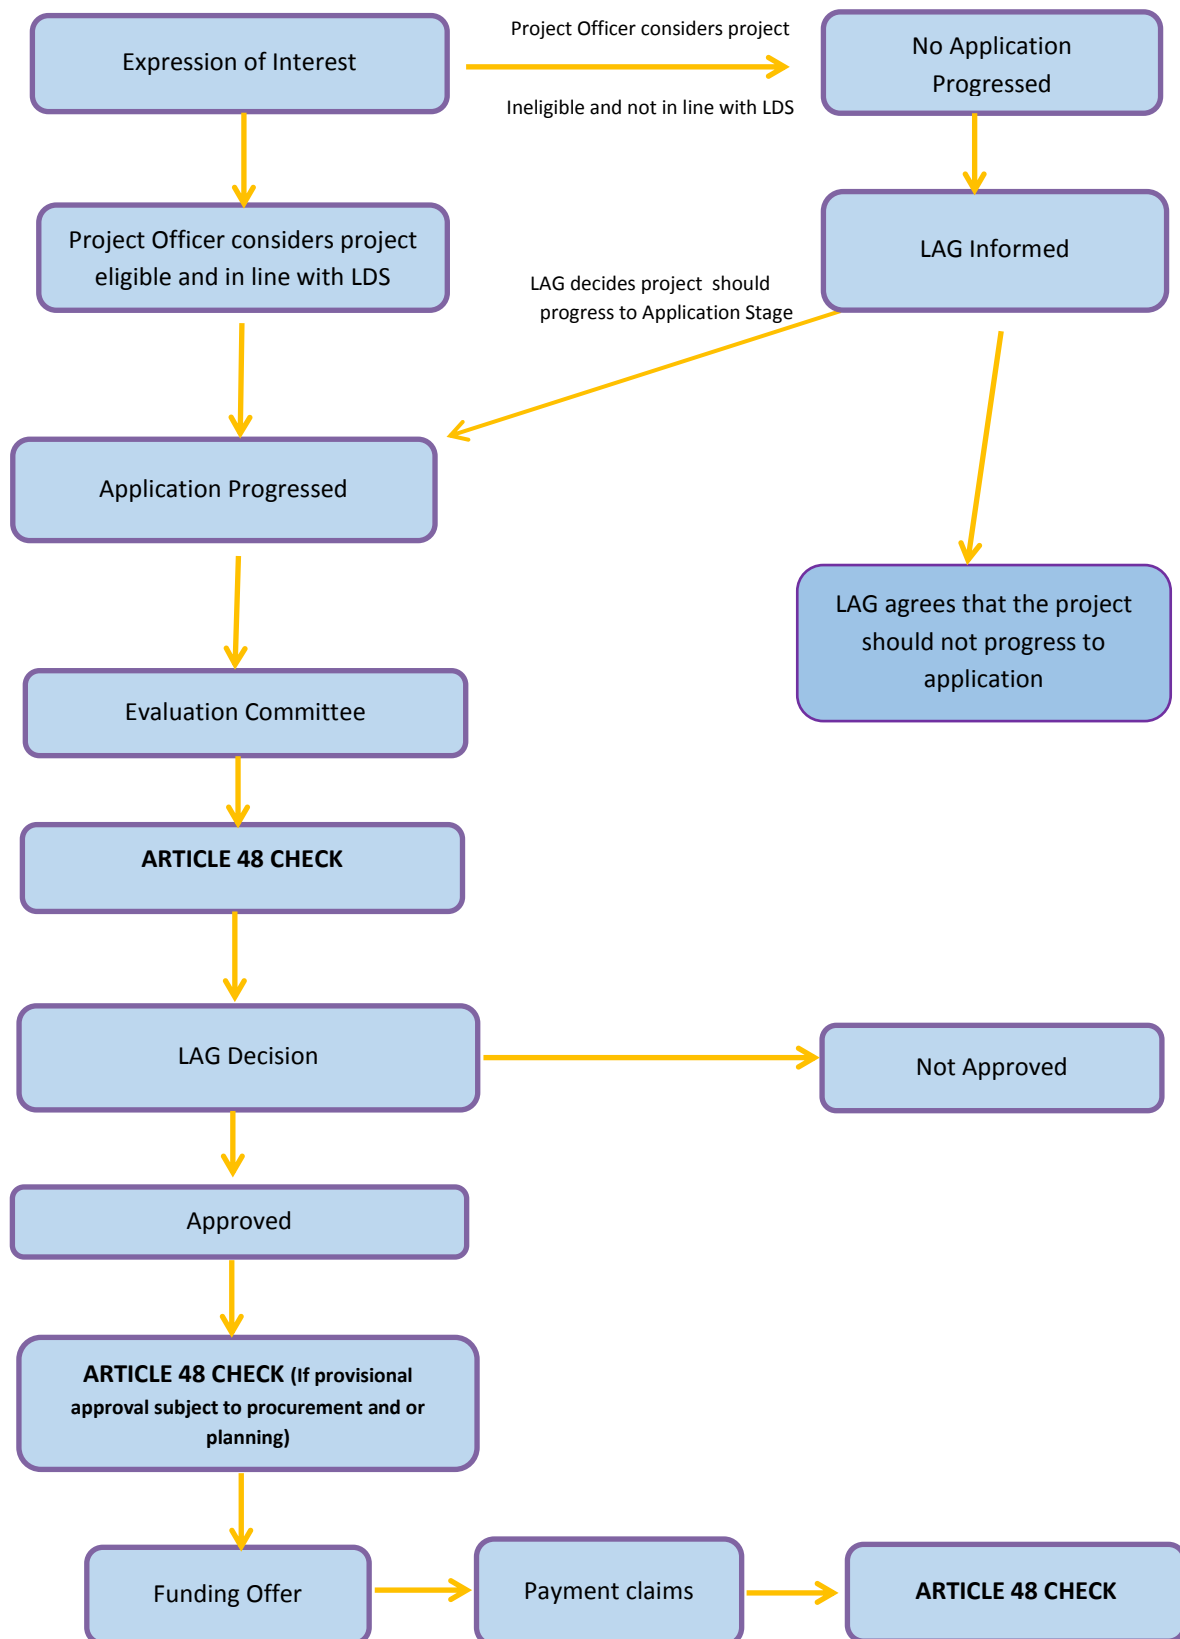 Expression of Interest
Project Officer considers project
Ineligible and not in line with LDS
No Application
Progressed
Project Officer considers project
eligible and in line with LDS
LAG Informed
LAG decides project should
progress to Application Stage
Application Progressed
LAG agrees that the project
should not progress to
application
Evaluation Committee
ARTICLE 48 CHECK
LAG Decision
Not Approved
Approved
ARTICLE 48 CHECK (If provisional
approval subject to procurement and or
planning)
Funding Offer
Payment claims
ARTICLE 48 CHECK